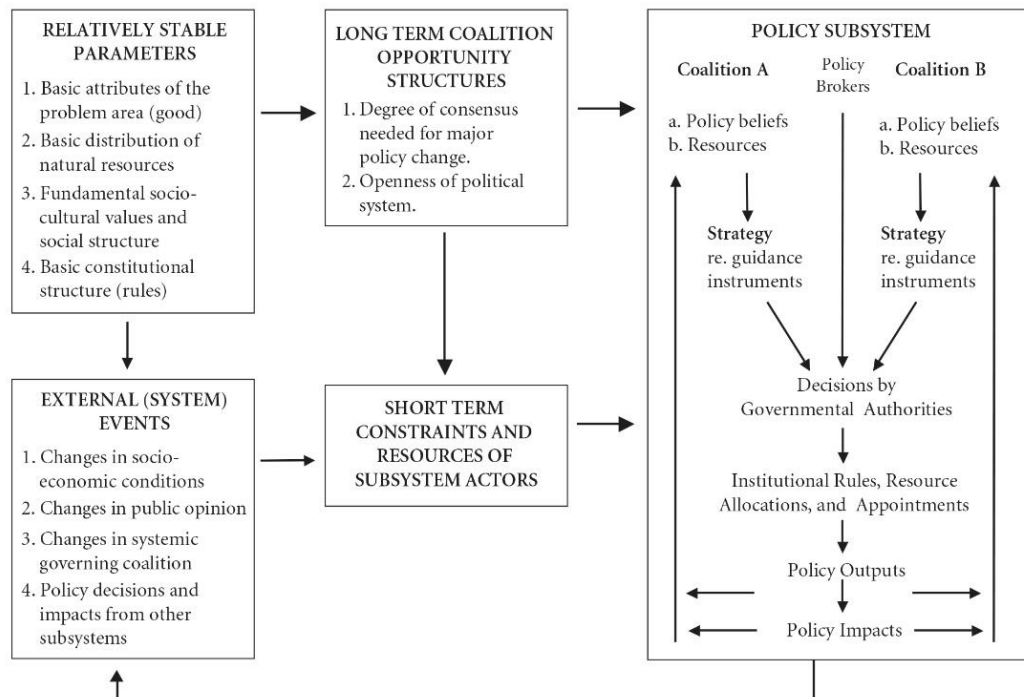 RELATIVELY STABLE
PARAMETERS
1. Basic attributes of the
problem area (good)
2. Basic distribution of
natural resources
3. Fundamental socio-
cultural values and
social structure
4. Basic constitutional
structure (rules)
LONG TERM COALITION
OPPORTUNITY
STRUCTURES
1. Degree of consensus
needed for major
policy change.
2. Openness of political
system.
POLICY SUBSYSTEM
Coalition A
Policy
Brokers
Coalition B
a. Policy beliefs
b. Resources
a. Policy beliefs
b. Resources
Strategy
re. guidance
instruments
Strategy
re. guidance
instruments
Decisions by
Governmental Authorities
Institutional Rules, Resource
Allocations, and Appointments
Policy Outputs
Policy Impacts
EXTERNAL (SYSTEM)
EVENTS
1. Changes in socio-
economic conditions
2. Changes in public opinion
3. Changes in systemic
governing coalition
4. Policy decisions and
impacts from other
subsystems
SHORT TERM
CONSTRAINTS AND
RESOURCES OF
SUBSYSTEM ACTORS